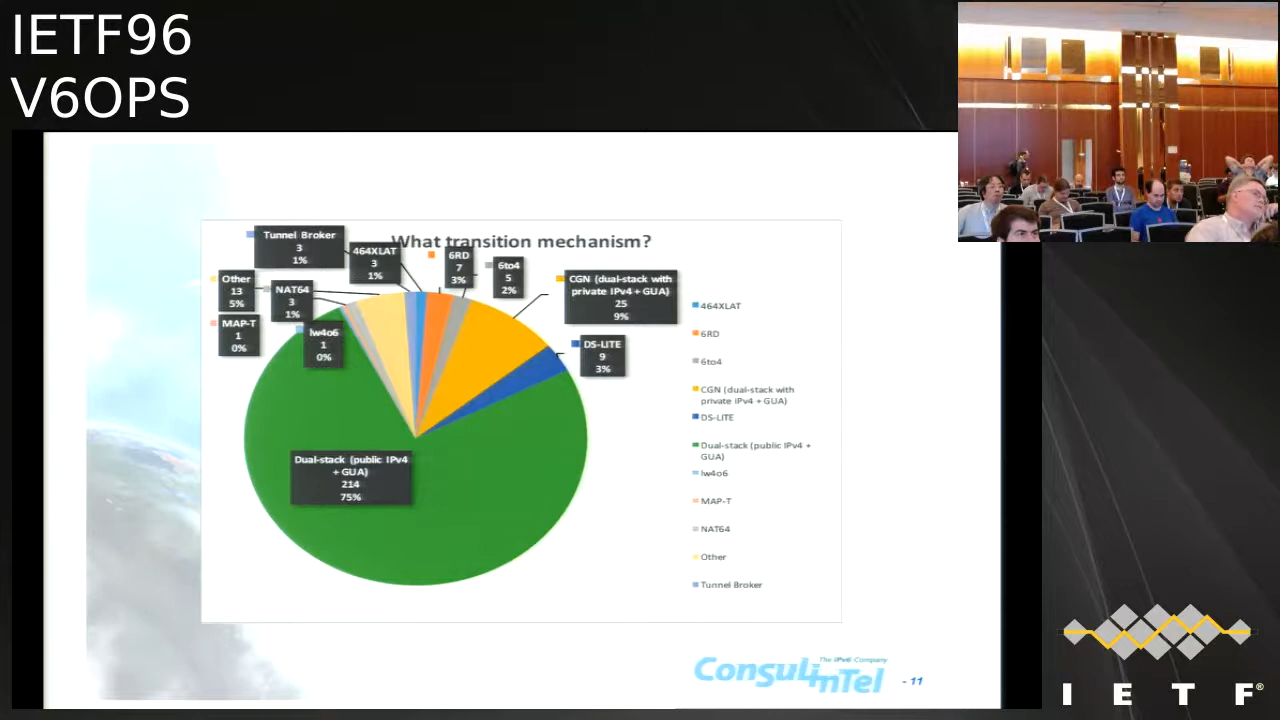 IETF96
V6OPS
What transition mechanism?
Tunnel Broker
3
1%
464XLAT
3
1%
6RD
7
3%
6to4
5
2%
CGN (dual-stack with
private IPv4 + GUA)
25
9%
Other
13
5%
NAT64
3
1%
MAP-T
1
0%
lw4o6
1
0%
DS-LITE
9
3%
Dual-stack (public IPv4
+ GUA)
214
75%
464XLAT
6RD
6to4
CGN (dual-stack with
private IPv4 + GUA)
DS-LITE
Dual-stack (public IPv4 +
GUA)
lw4o6
MAP-T
NAT64
Other
Tunnel Broker
The IPv6 Company
ConsulinTel
- 11
I E T F®